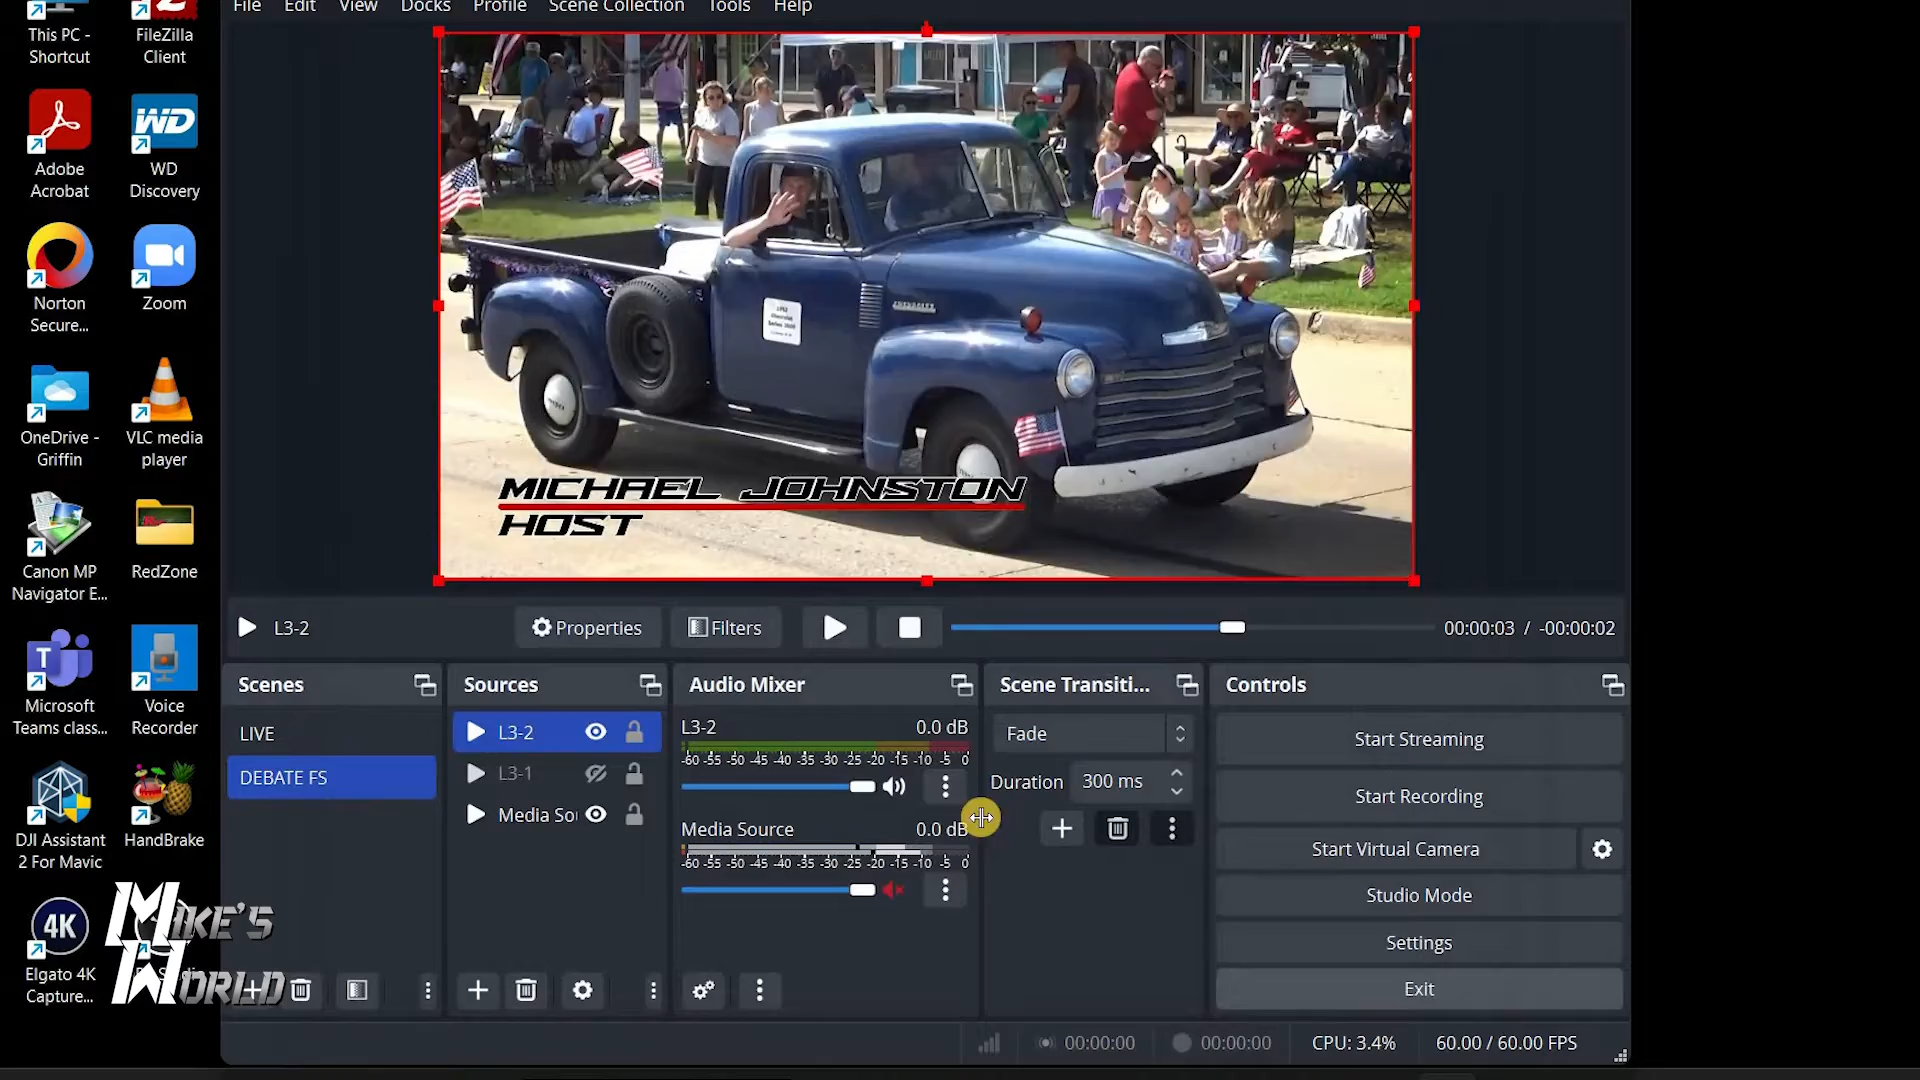 File Edit View Docks Profile Scene Collection Tools Help
This PC -
Shortcut
FileZilla
Client
Adobe
Acrobat
WD
WD
Discovery
Norton
Secure...
Zoom
OneDrive -
Griffin
VLC media
player
Canon MP
Navigator E...
RedZone
T
Microsoft
Teams class...
Voice
Recorder
DJI Assistant
2 For Mavic
HandBrake
4K
Elgato 4K
Capture...
MIKE'S
WORLD
MICHAEL JOHNSTON
HOST
L3-2
Properties
Filters
00:00:03 / -00:00:02
Scenes
LIVE
DEBATE FS
Sources
L3-2
L3-1
Media Sou
Audio Mixer
L3-2 0.0 dB
-60 -55 -50 -45 -40 -35 -30 -25 -20 -15 -10 -5 0
Media Source 0.0 dB
-60 -55 -50 -45 -40 -35 -30 -25 -20 -15 -10 -5 0
Scene Transiti...
Fade
Duration 300 ms
Controls
Start Streaming
Start Recording
Start Virtual Camera
Studio Mode
Settings
Exit
00:00:00
00:00:00
CPU: 3.4%
60.00 / 60.00 FPS